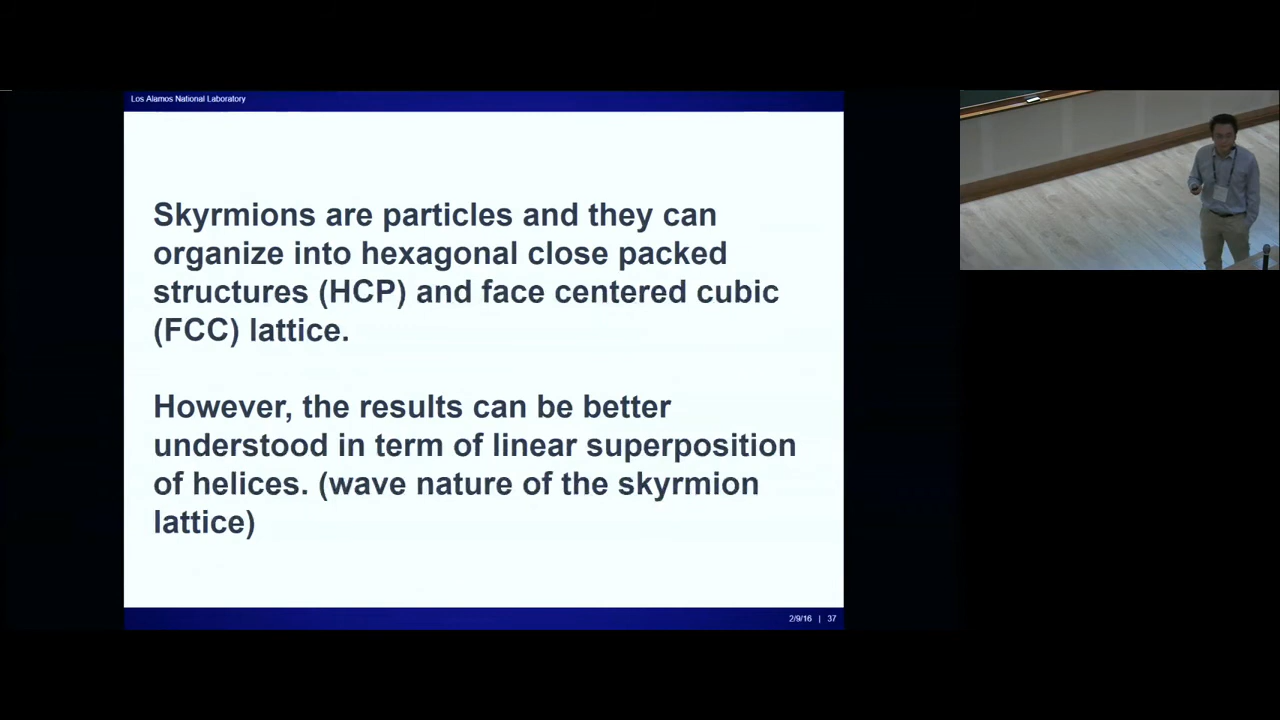 Los Alamos National Laboratory
Skyrmions are particles and they can
organize into hexagonal close packed
structures (HCP) and face centered cubic
(FCC) lattice.
However, the results can be better
understood in term of linear superposition
of helices. (wave nature of the skyrmion
lattice)
2/9/16 | 37